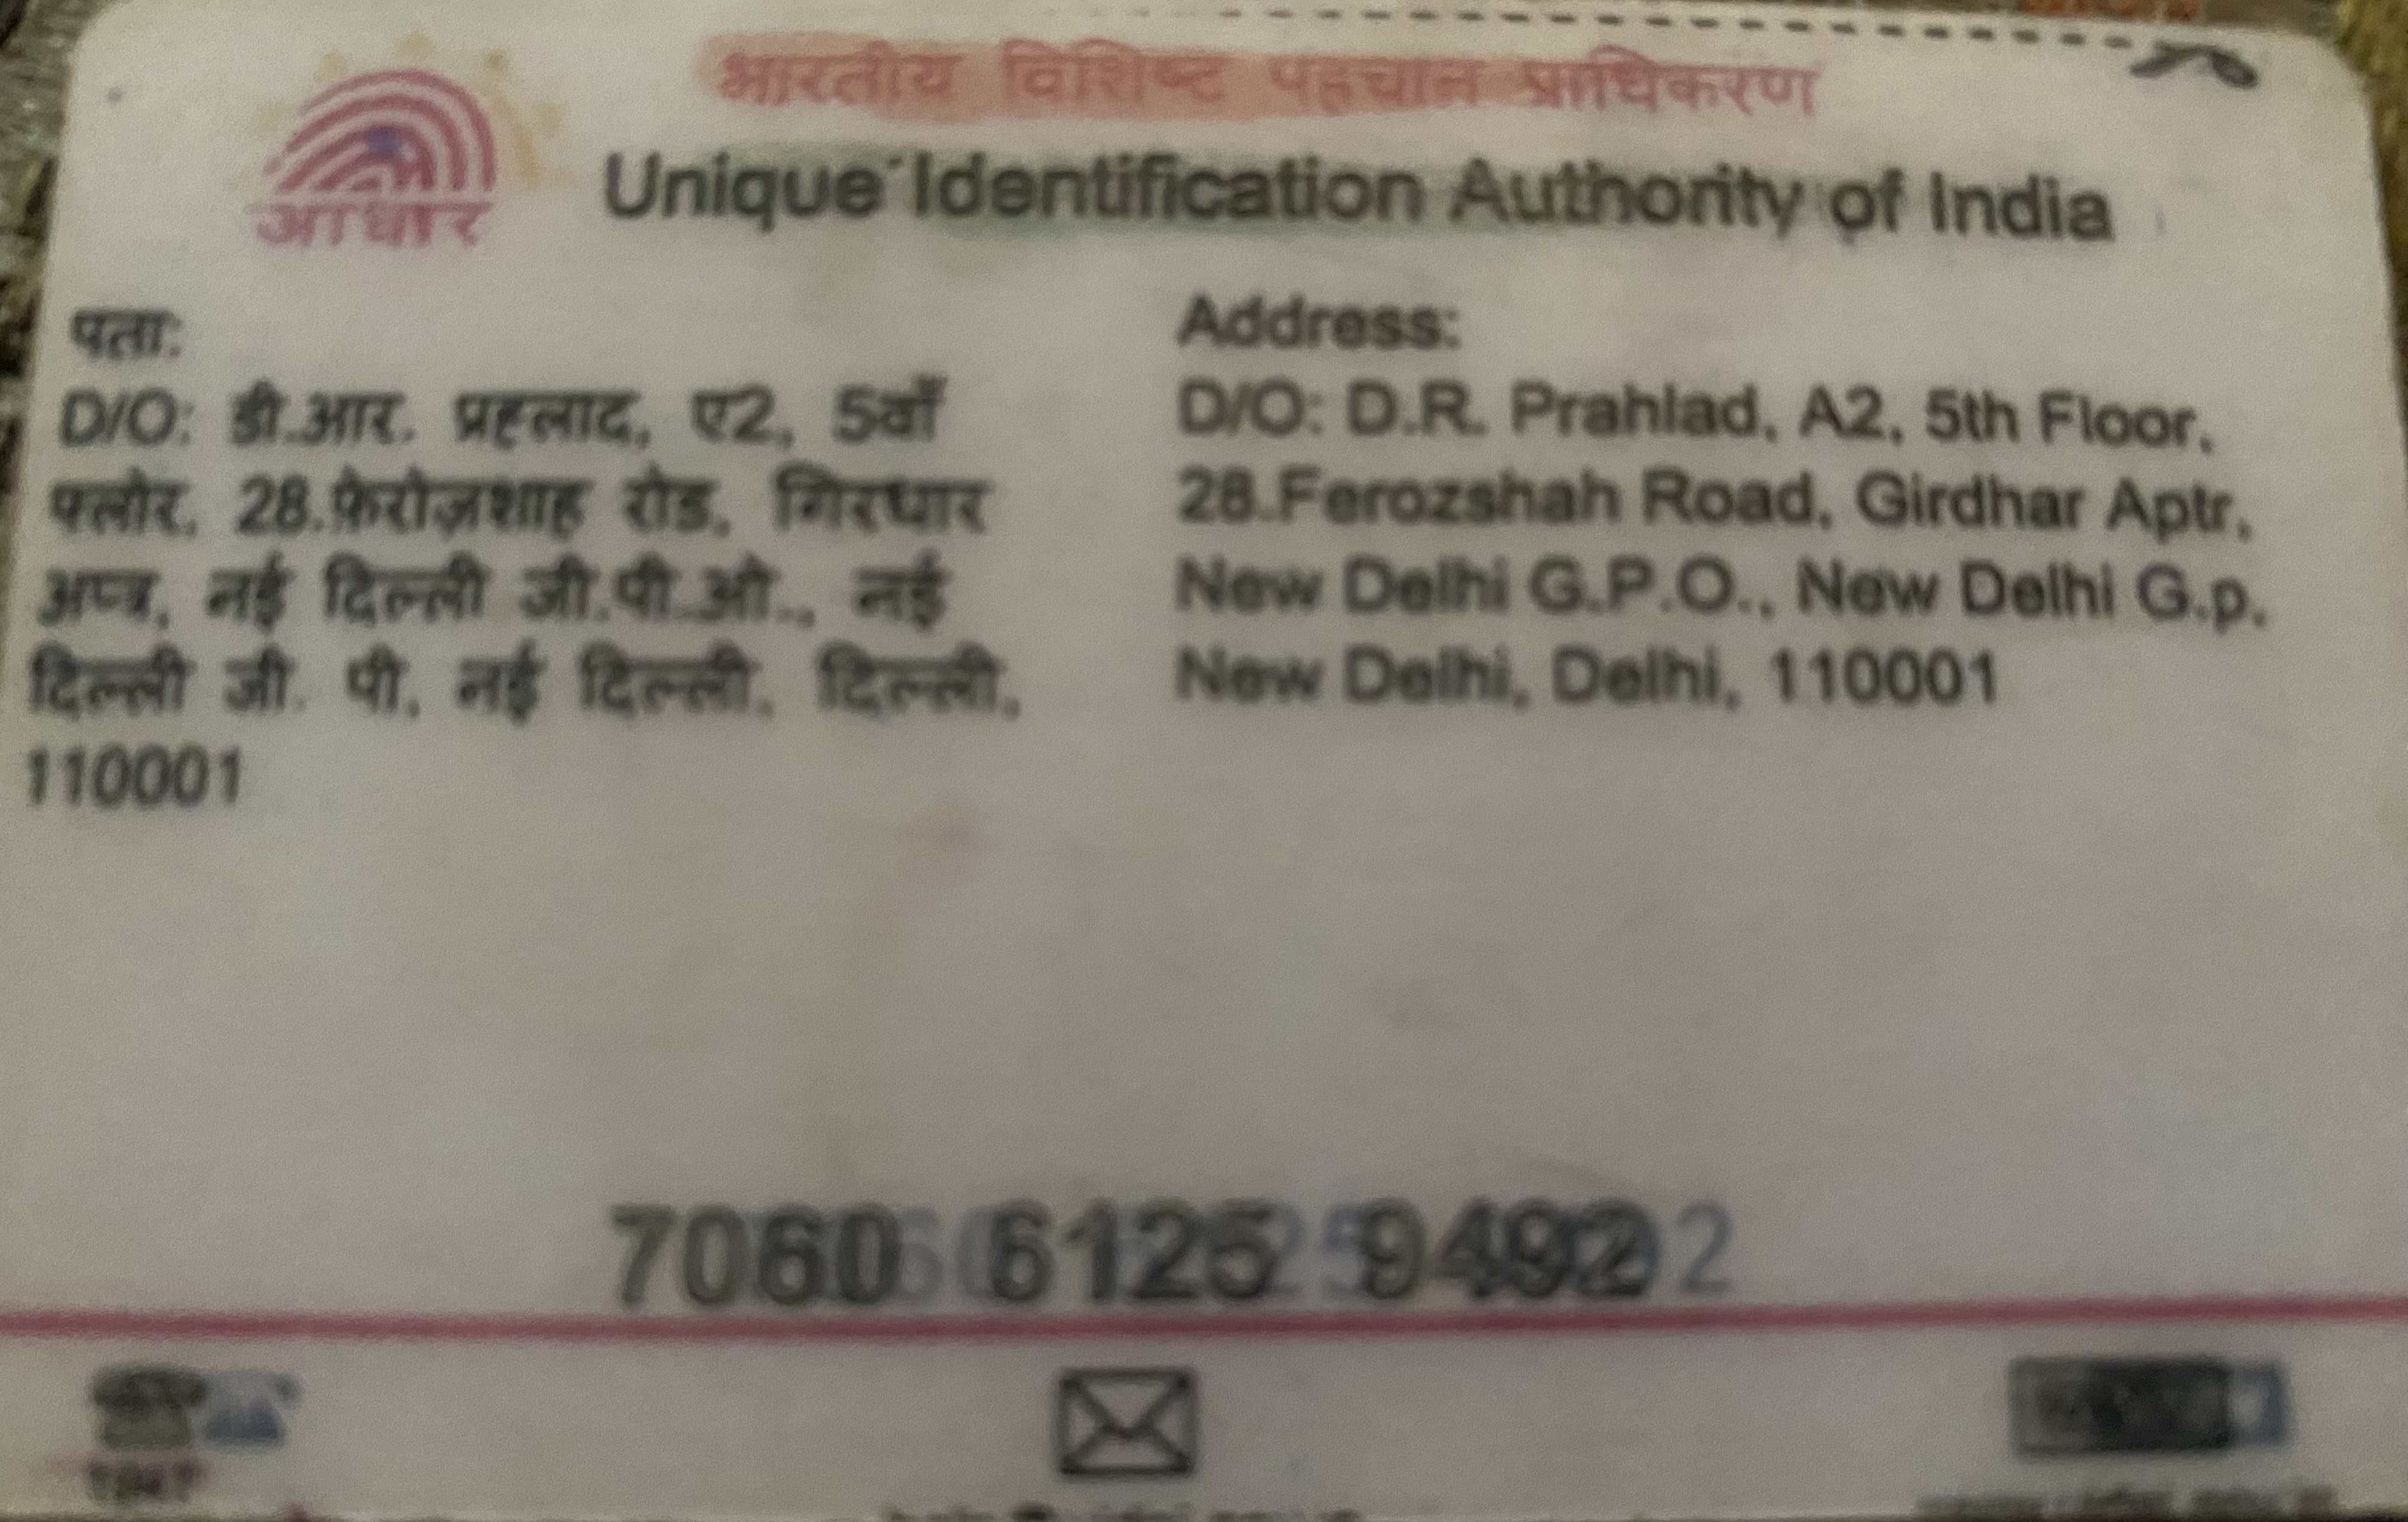 भारतीय विशिष्ट पहचान प्राधिकरण
आधार
Unique Identification Authority of India
पता:
D/O: डी.आर. प्रहलाद, ए2, 5वाँ
फ्लोर, 28.फ़ेरोज़शाह रोड, गिरधार
अप्त्र, नई दिल्ली जी.पी.ओ., नई
दिल्ली जी. पी, नई दिल्ली, दिल्ली,
110001
Address:
D/O: D.R. Prahlad, A2, 5th Floor,
28.Ferozshah Road, Girdhar Aptr,
New Delhi G.P.O., New Delhi G.p,
New Delhi, Delhi, 110001
7060 6125 9492
1947